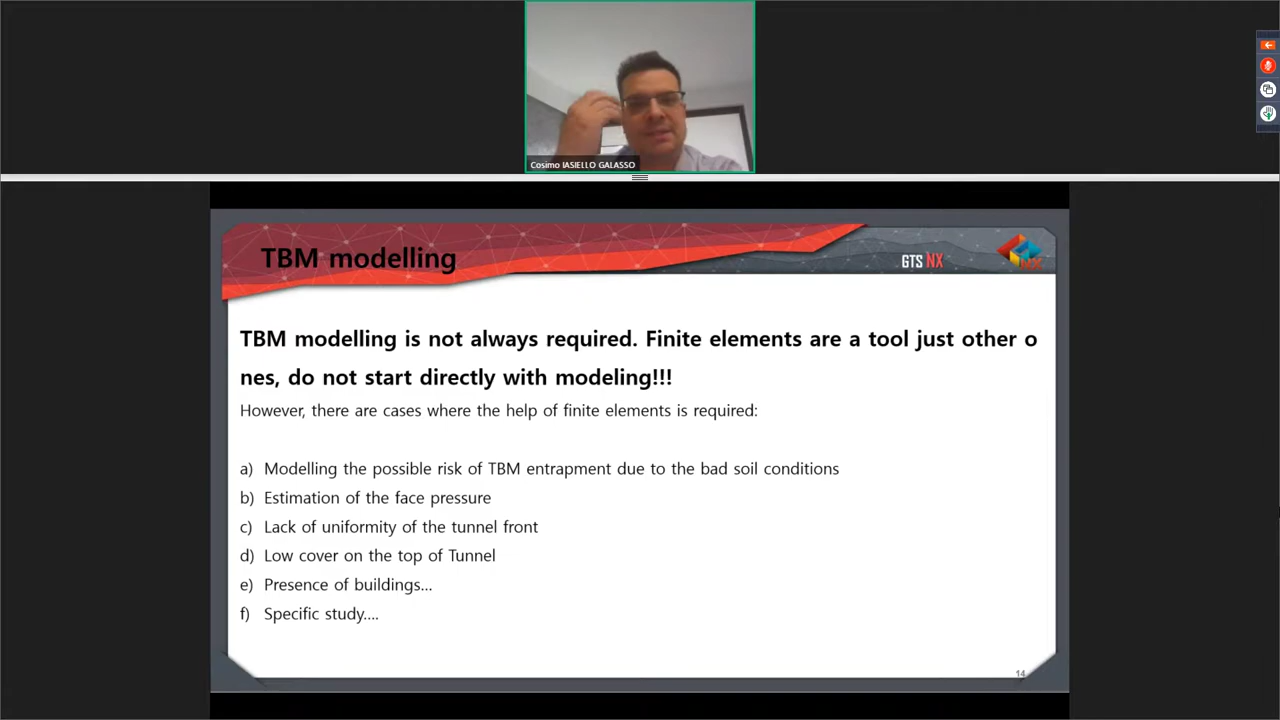 Cosimo IASIELLO GALASSO
TBM modelling
GTS NX
NX
TBM modelling is not always required. Finite elements are a tool just other o
nes, do not start directly with modeling!!!
However, there are cases where the help of finite elements is required:
a) Modelling the possible risk of TBM entrapment due to the bad soil conditions
b) Estimation of the face pressure
c) Lack of uniformity of the tunnel front
d) Low cover on the top of Tunnel
e) Presence of buildings...
f) Specific study....
14